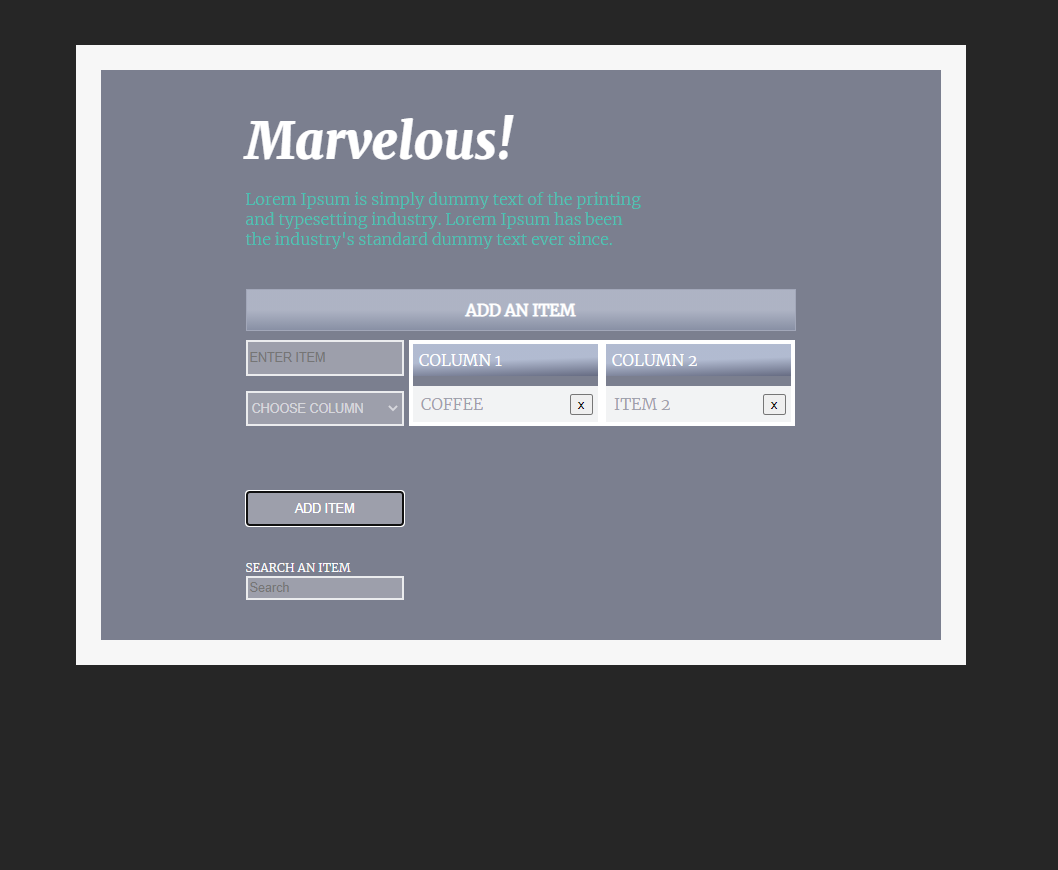 Marvelous!
Lorem Ipsum is simply dummy text of the printing
and typesetting industry. Lorem Ipsum has been
the industry's standard dummy text ever since.
ADD AN ITEM
ENTER ITEM
CHOOSE COLUMN
COLUMN 1
COLUMN 2
COFFEE x
ITEM 2 x
ADD ITEM
SEARCH AN ITEM
Search